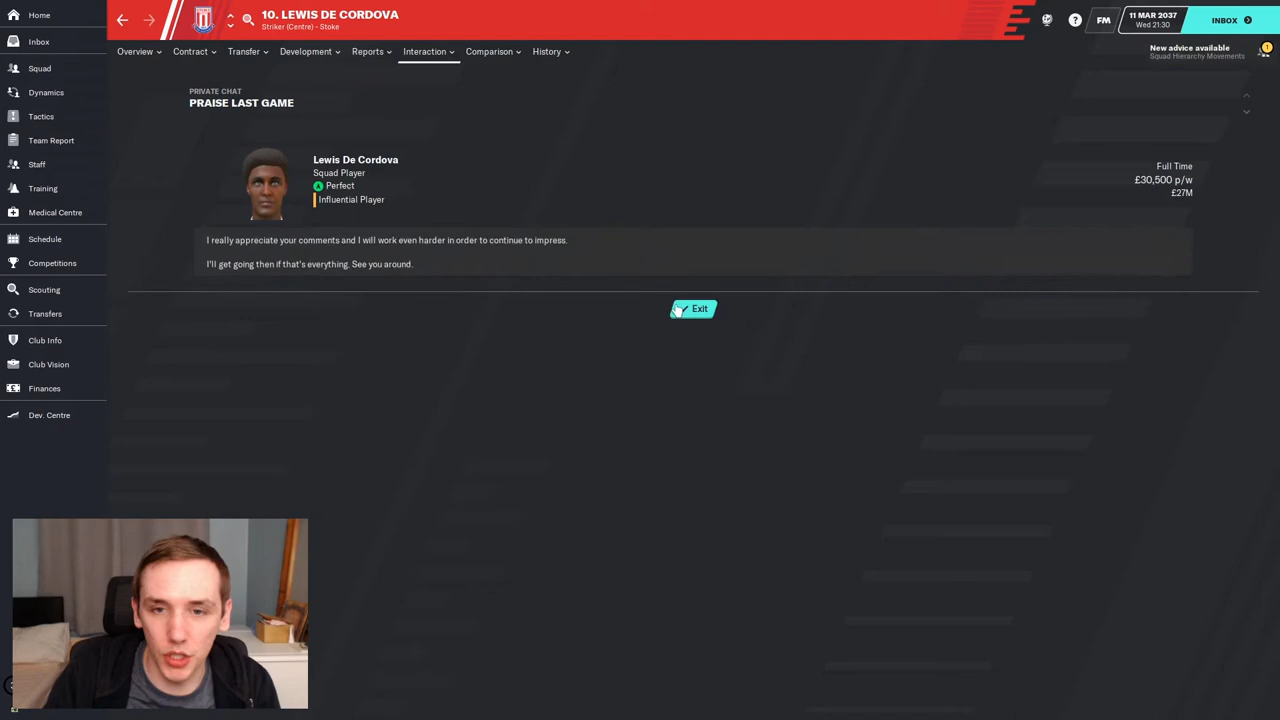 Home
Inbox
Squad
Dynamics
Tactics
Team Report
Staff
Training
Medical Centre
Schedule
Competitions
Scouting
Transfers
Club Info
Club Vision
Finances
Dev. Centre
10. LEWIS DE CORDOVA
Striker (Centre) - Stoke
FM
11 MAR 2037
Wed 21:30
INBOX
Overview
Contract
Transfer
Development
Reports
Interaction
Comparison
History
New advice available
Squad Hierarchy Movements
1
PRIVATE CHAT
PRAISE LAST GAME
Lewis De Cordova
Squad Player
Perfect
Influential Player
Full Time
£30,500 p/w
£27M
I really appreciate your comments and I will work even harder in order to continue to impress.
I'll get going then if that's everything. See you around.
Exit